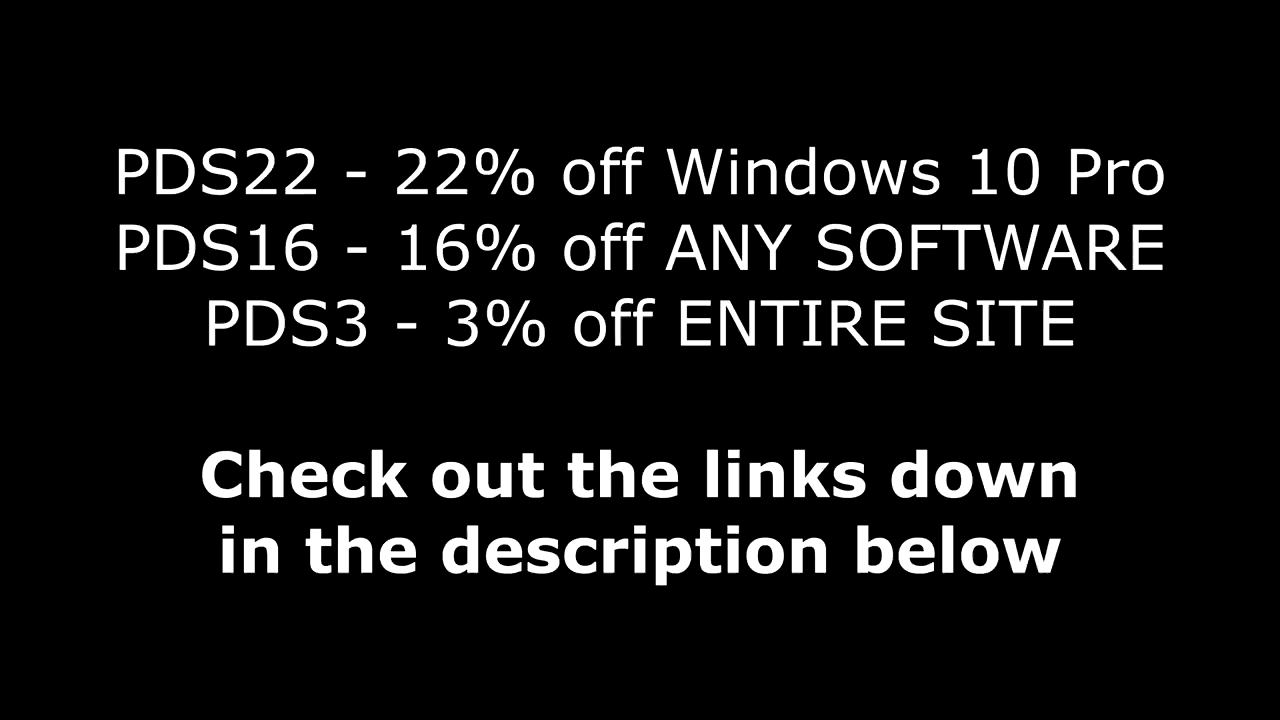 PDS22 - 22% off Windows 10 Pro
PDS16 - 16% off ANY SOFTWARE
PDS3 - 3% off ENTIRE SITE
Check out the links down
in the description below